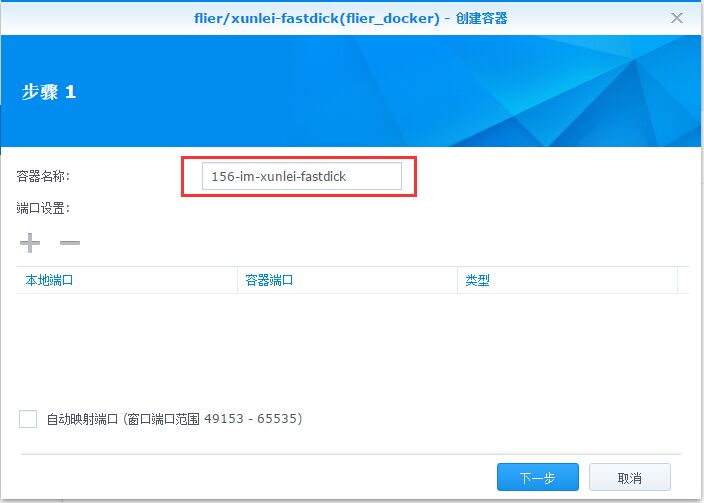 flier/xunlei-fastdick(flier_docker) - 创建容器
步骤 1
容器名称:
156-im-xunlei-fastdick
端口设置:
本地端口 容器端口 类型
自动映射端口 (窗口端口范围 49153 - 65535)
下一步 取消